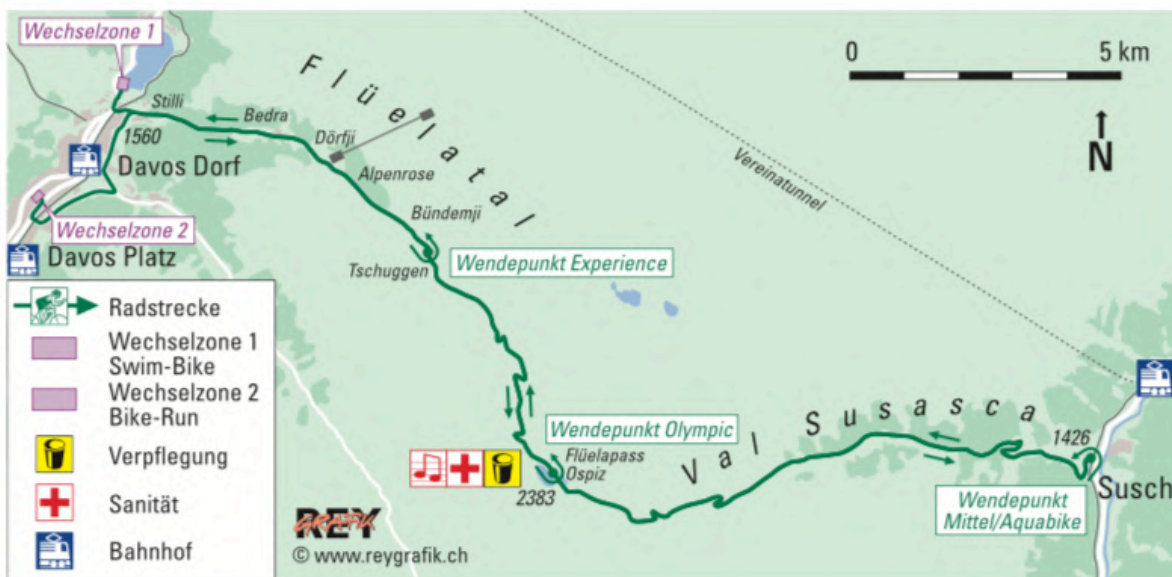 Wechselzone 1
Flüelatal
0 5 km
N
Stilli
Bedra
1560
Dörfji
Davos Dorf
Alpenrose
Vereinatunnel
Bündemji
Wechselzone 2
Davos Platz
Tschuggen
Wendepunkt Experience
Radstrecke
Wechselzone 1
Swim-Bike
Wechselzone 2
Bike-Run
Verpflegung
Sanität
Bahnhof
Val Susasca
Wendepunkt Olympic
Flüelapass
Ospiz
2383
1426
Susch
Wendepunkt
Mittel/Aquabike
REY
GRAFIK
© www.reygrafik.ch